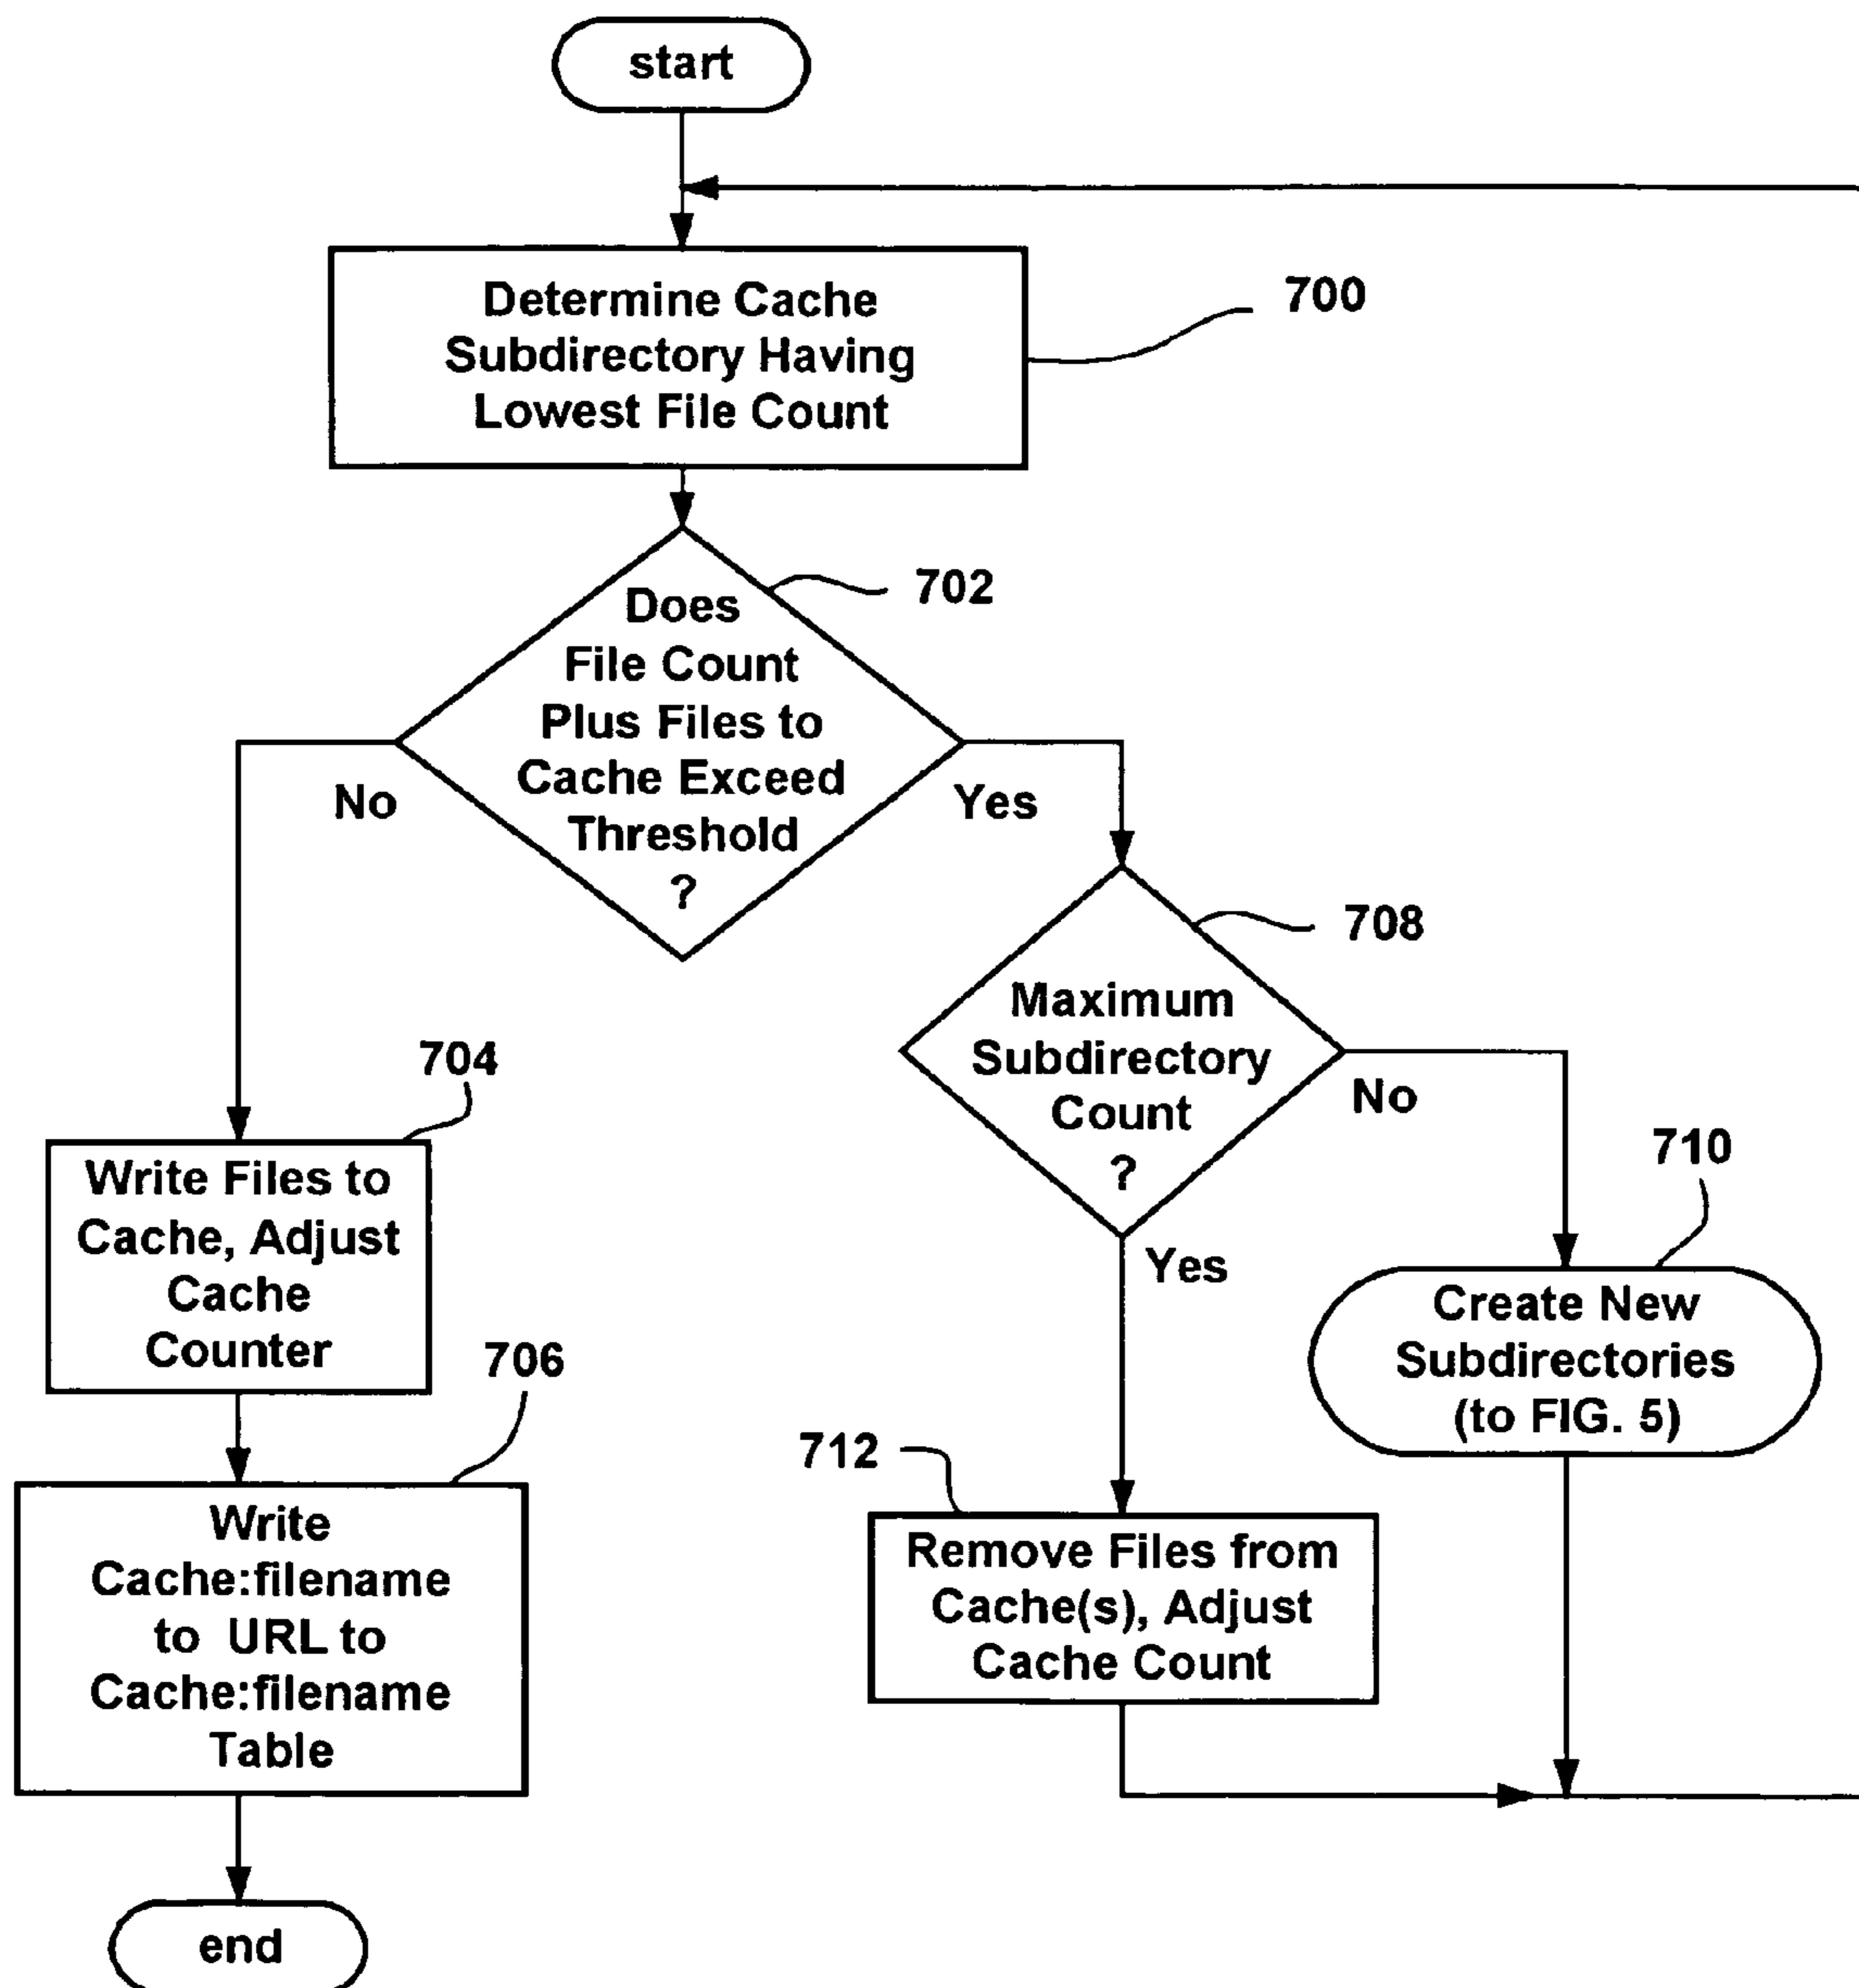 start
Determine Cache
Subdirectory Having
Lowest File Count
700
Does
File Count
Plus Files to
Cache Exceed
Threshold
?
702
No
Yes
708
Maximum
Subdirectory
Count
?
No
Yes
704
Write Files to
Cache, Adjust
Cache
Counter
710
Create New
Subdirectories
(to FIG. 5)
706
Write
Cache:filename
to URL to
Cache:filename
Table
712
Remove Files from
Cache(s), Adjust
Cache Count
end